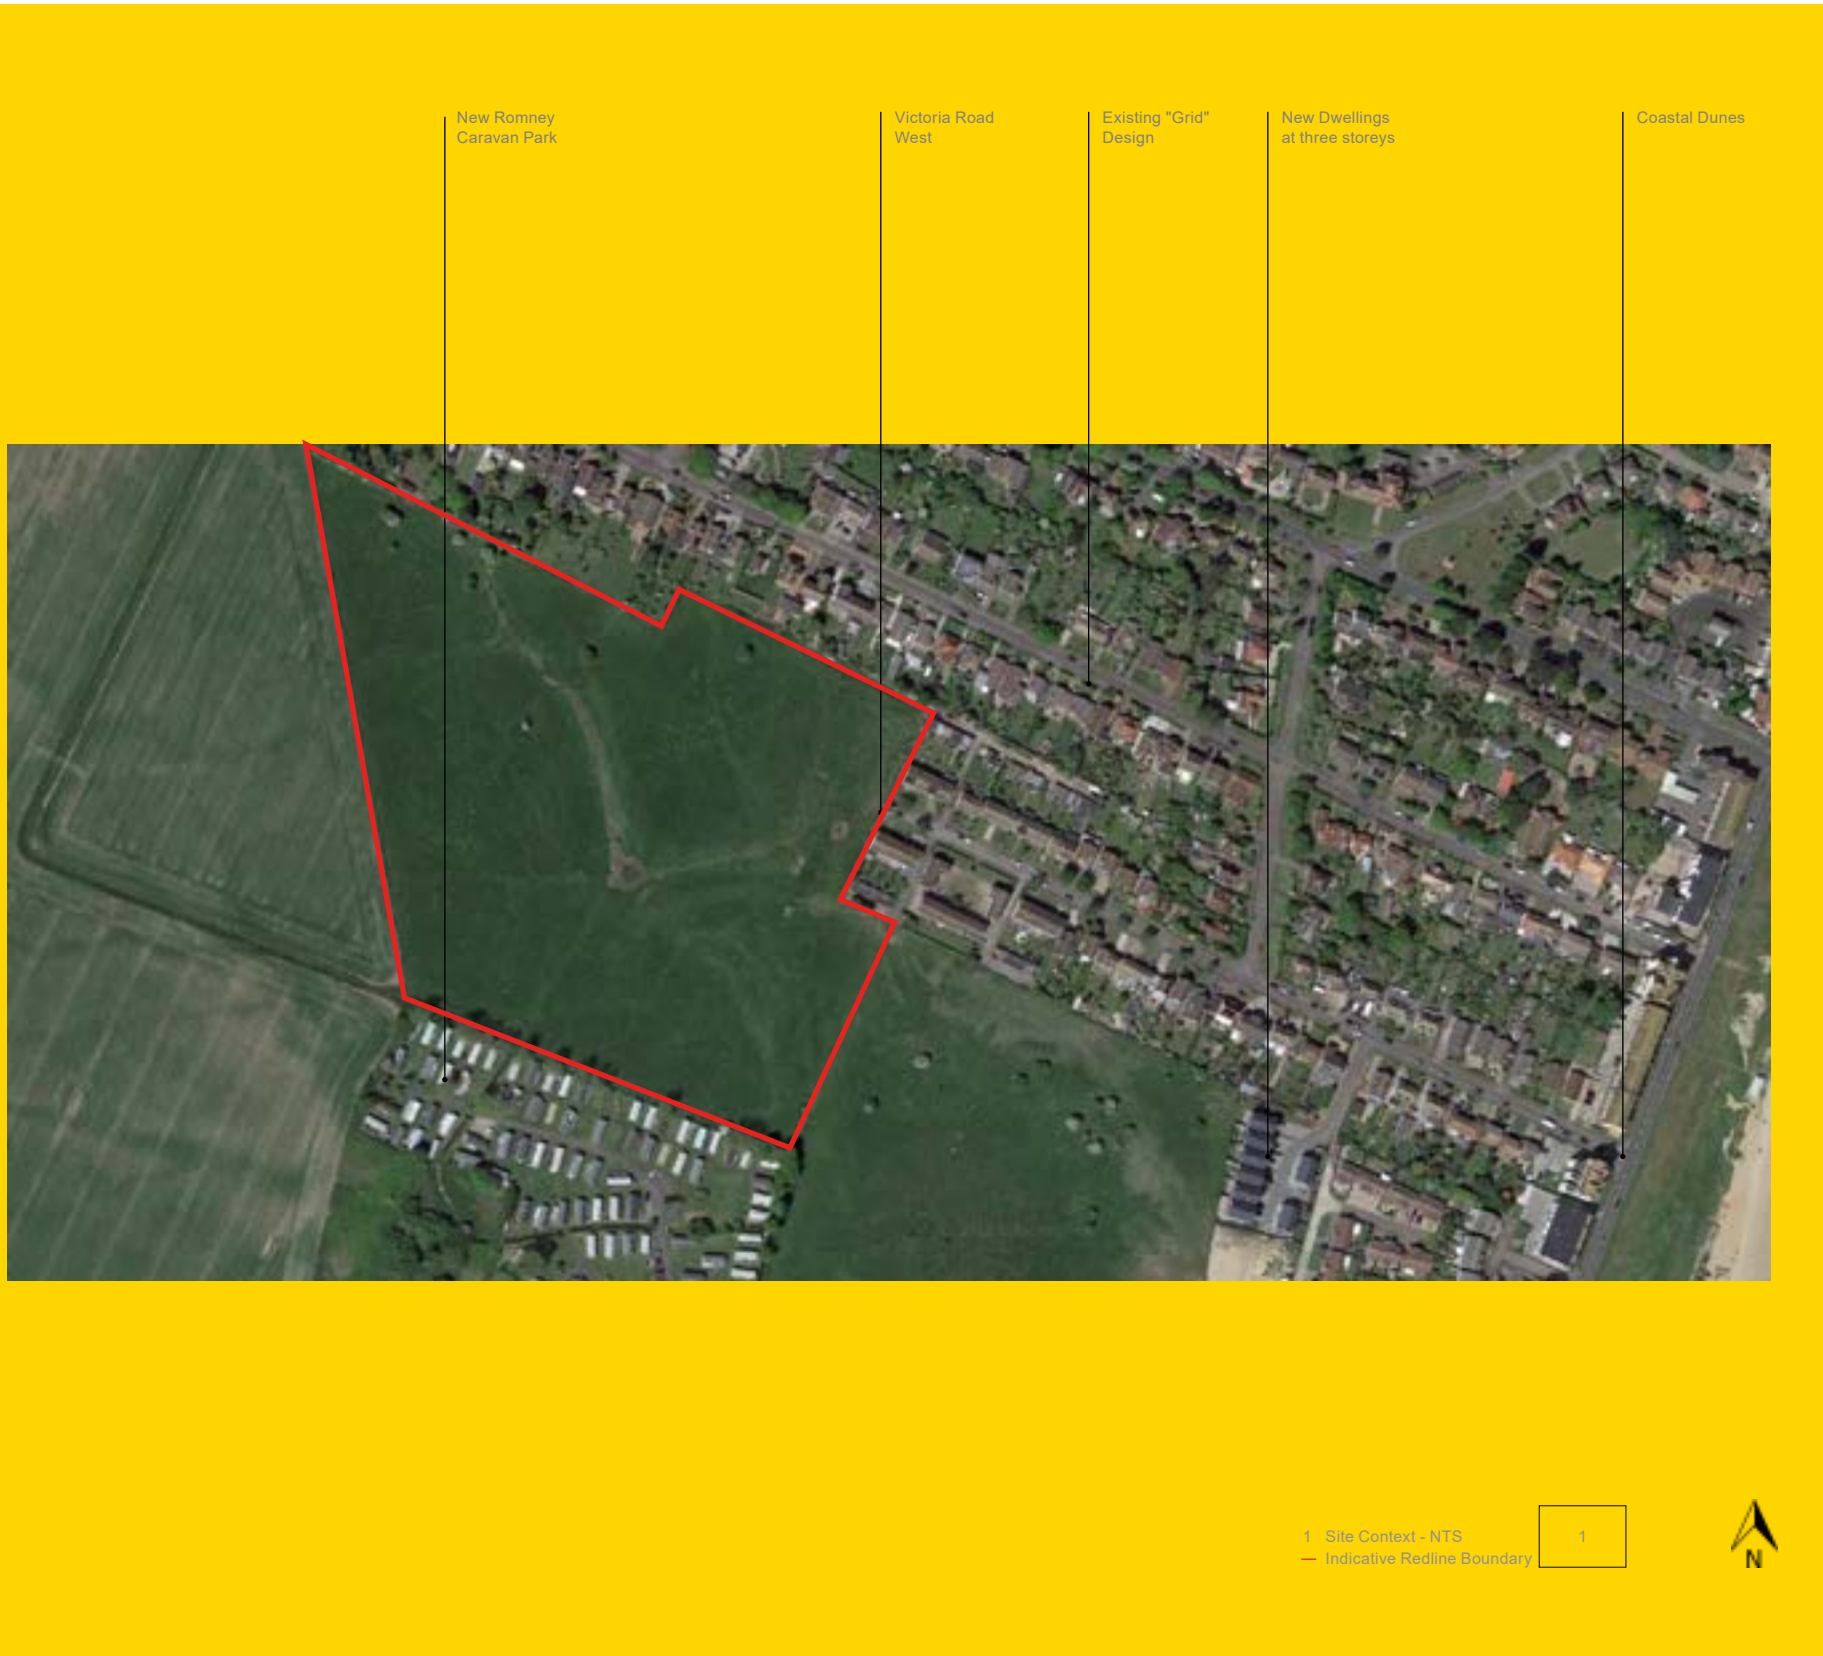 New Romney
Caravan Park
Victoria Road
West
Existing "Grid"
Design
New Dwellings
at three storeys
Coastal Dunes
1 Site Context - NTS
Indicative Redline Boundary
1
N